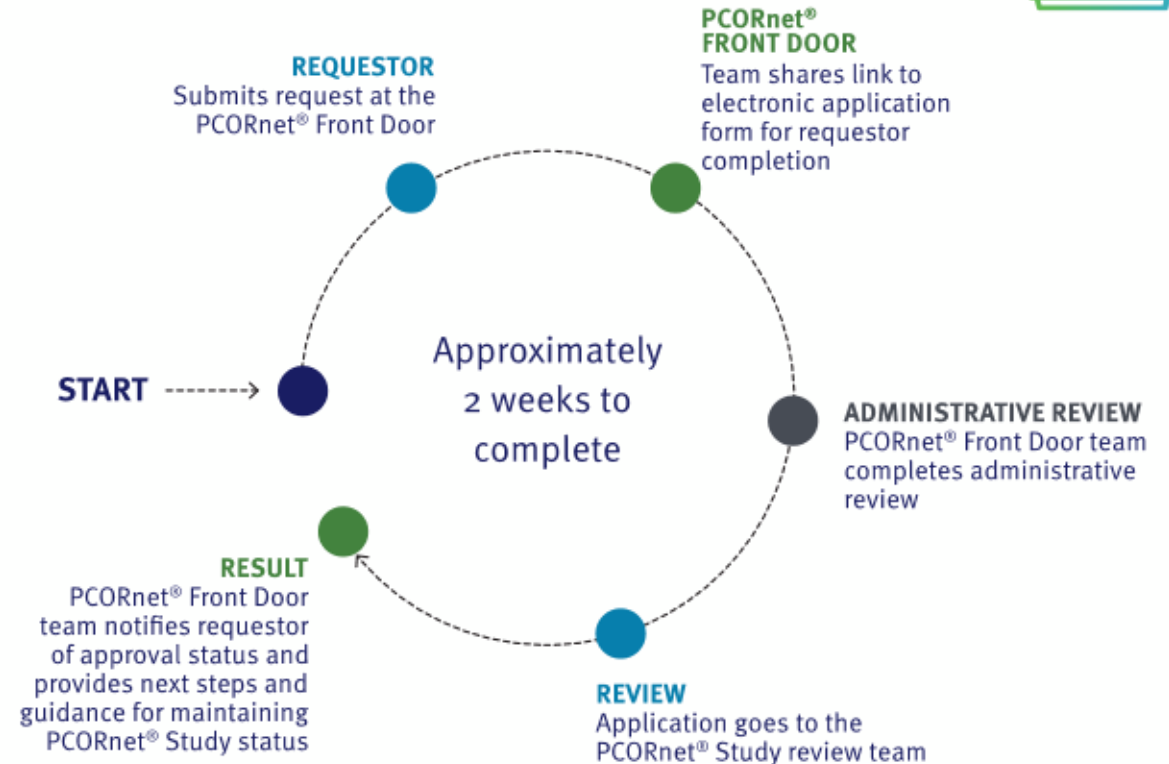 REQUESTOR
Submits request at the
PCORnet® Front Door
PCORnet®
FRONT DOOR
Team shares link to
electronic application
form for requestor
completion
START
Approximately
2 weeks to
complete
ADMINISTRATIVE REVIEW
PCORnet® Front Door team
completes administrative
review
REVIEW
Application goes to the
PCORnet® Study review team
RESULT
PCORnet® Front Door
team notifies requestor
of approval status and
provides next steps and
guidance for maintaining
PCORnet® Study status